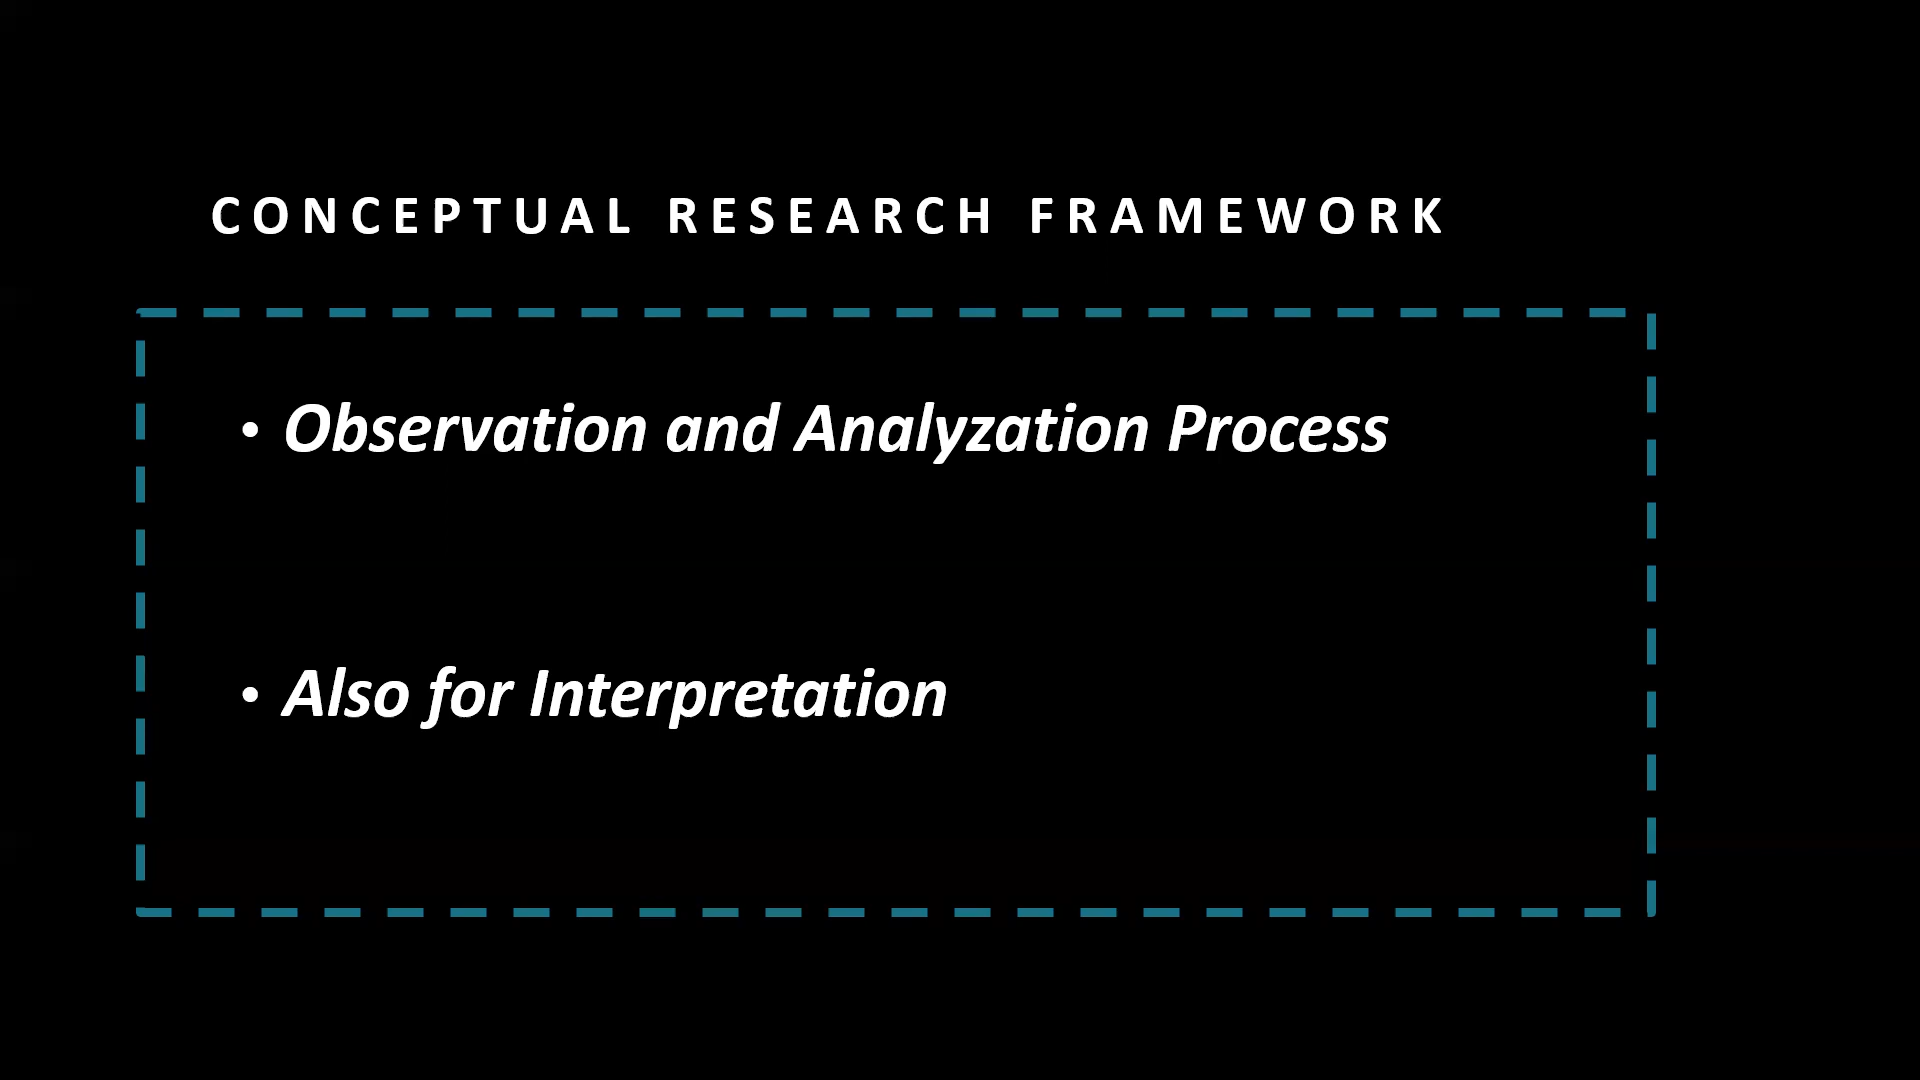 CONCEPTUAL RESEARCH FRAMEWORK
• Observation and Analyzation Process
• Also for Interpretation